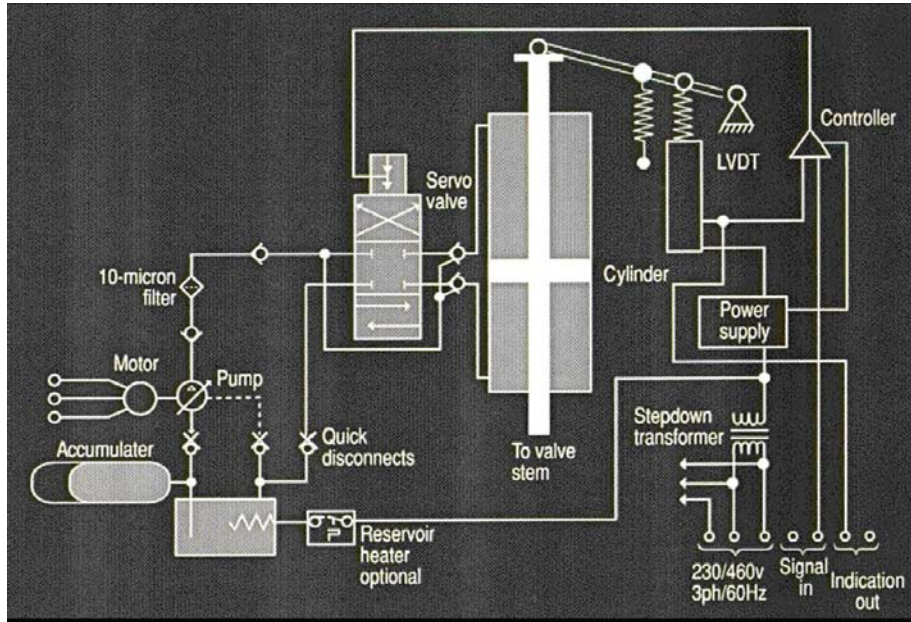 Controller
LVDT
Servo
valve
10-micron
filter
Cylinder
Power
supply
Motor
Pump
Stepdown
transformer
Accumulater
Quick
disconnects
To valve
stem
Reservoir
heater
optional
230/460v
3ph/60Hz
Signal
in
Indication
out